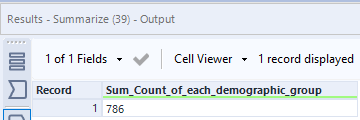 Results - Summarize (39) - Output
1 of 1 Fields Cell Viewer 1 record displayed
Record Sum_Count_of_each_demographic_group
1 786